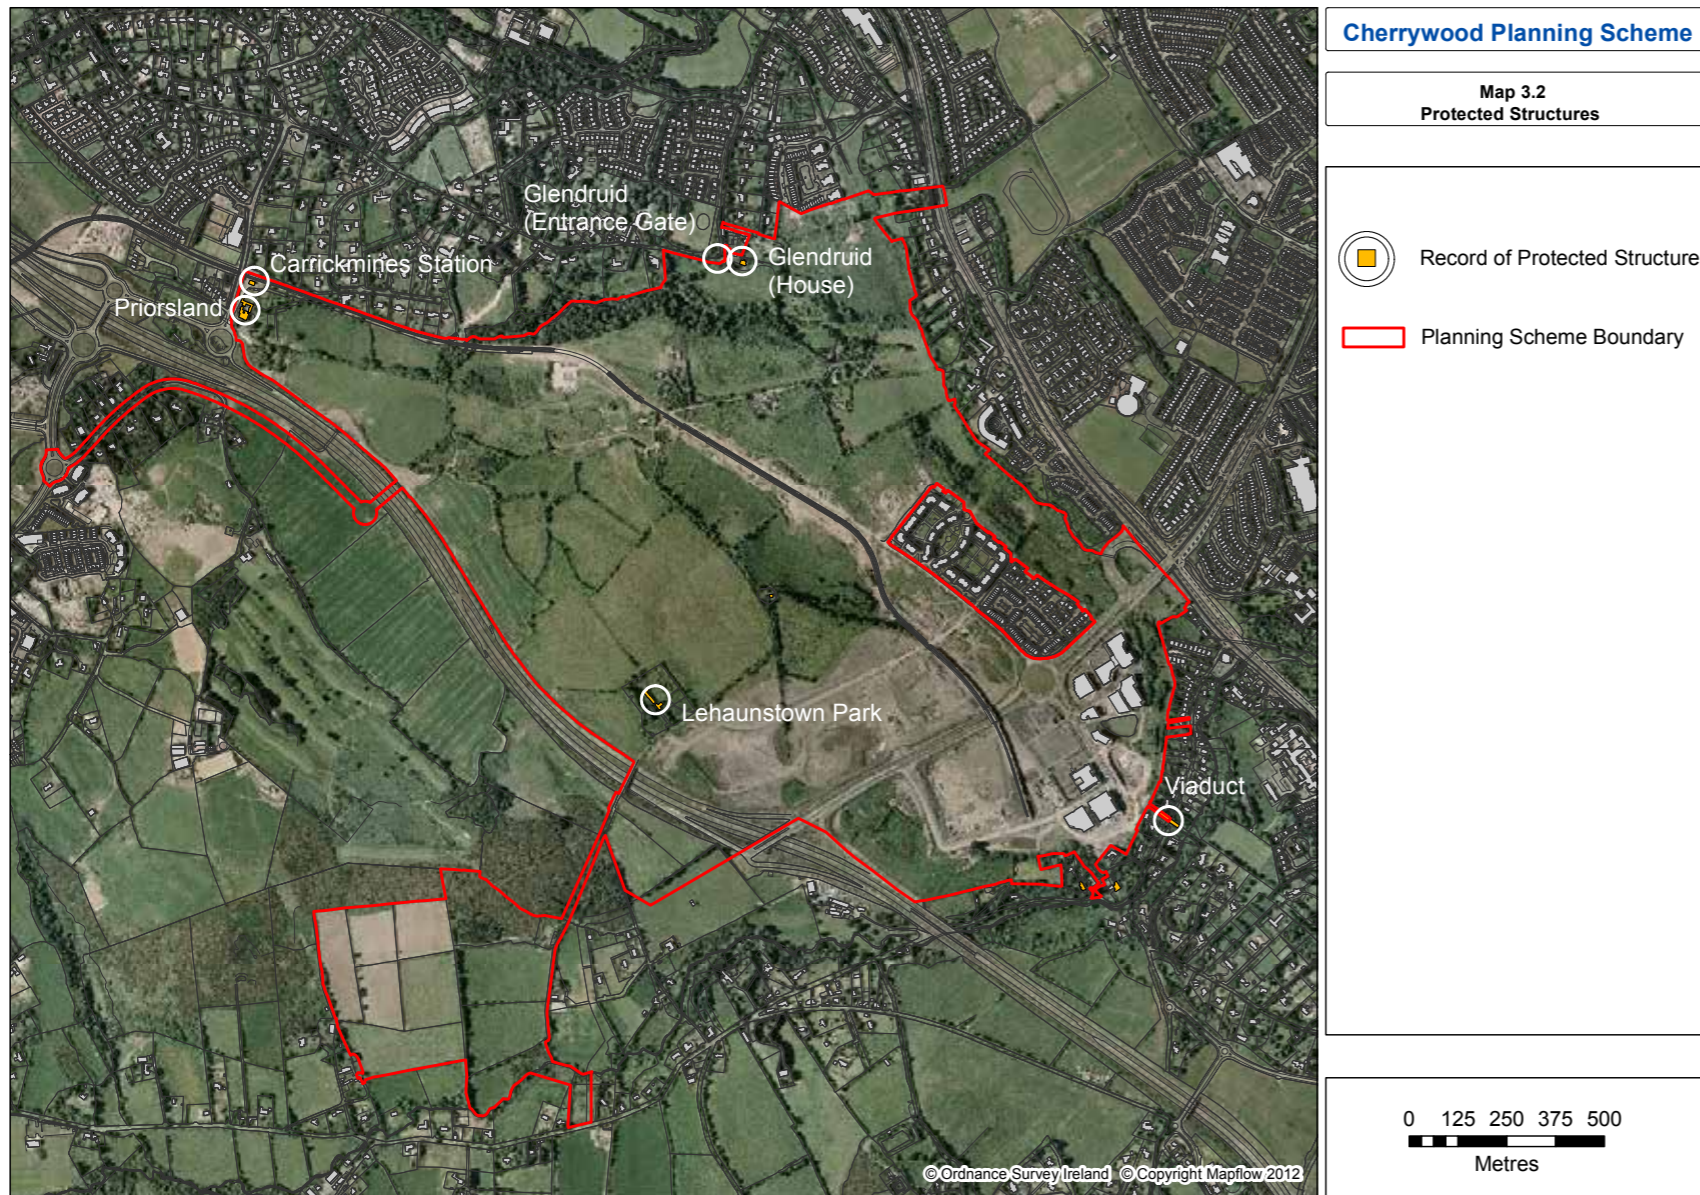 Cherrywood Planning Scheme
Map 3.2
Protected Structures
Glendruid
(Entrance Gate)
Glendruid
(House)
Carrickmines Station
Priorsland
Lehaunstown Park
Viaduct
Record of Protected Structure
Planning Scheme Boundary
0 125 250 375 500
Metres
© Ordnance Survey Ireland © Copyright Mapflow 2012